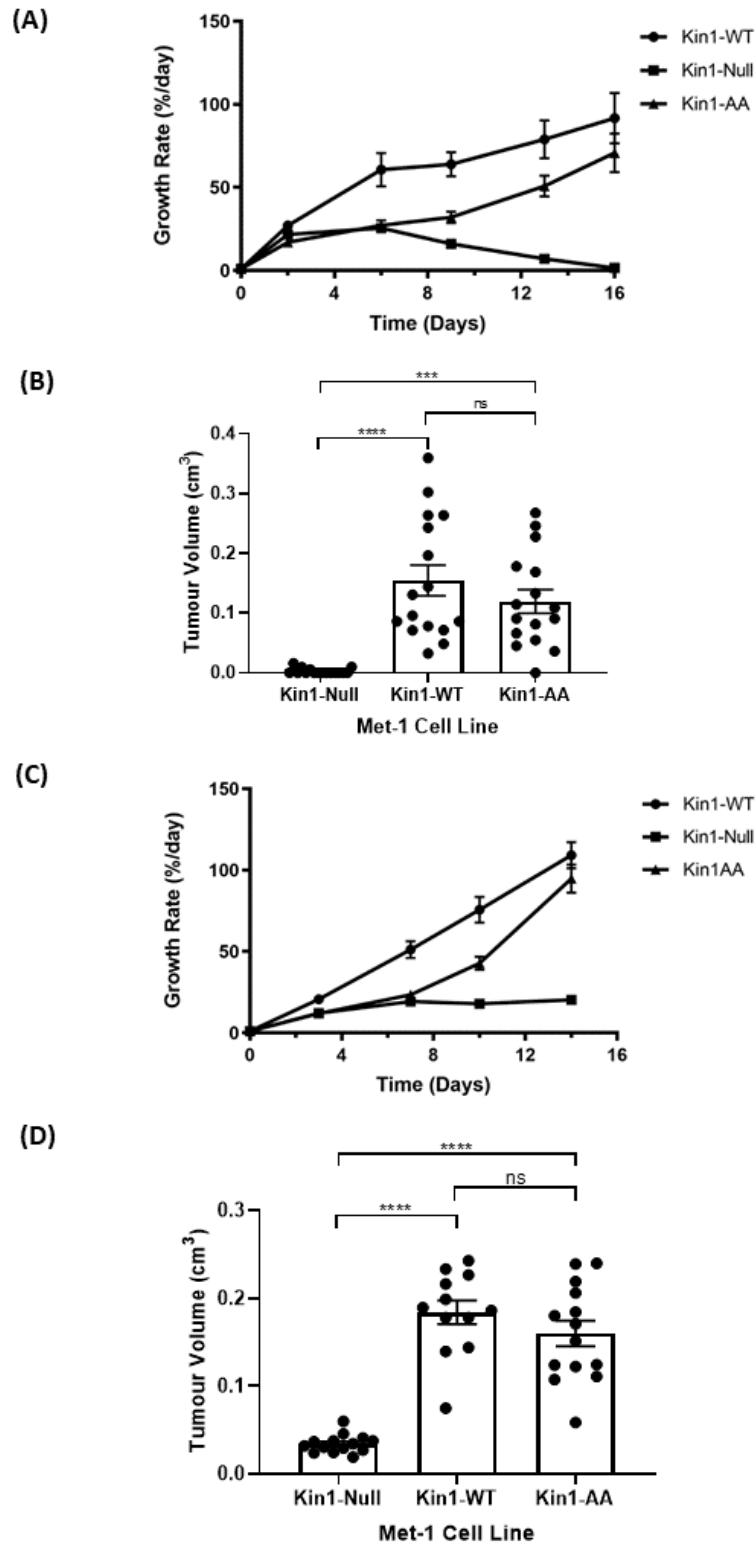 (A)
150
100
50
0
Growth Rate (%/day)
0 4 8 12 16
Time (Days)
Kin1-WT
Kin1-Null
Kin1-AA
(B)
***
ns
****
0.4
0.3
0.2
0.1
0.0
Tumour Volume (cm³)
Kin1-Null Kin1-WT Kin1-AA
Met-1 Cell Line
(C)
150
100
50
0
Growth Rate (%/day)
0 4 8 12 16
Time (Days)
Kin1-WT
Kin1-Null
Kin1AA
(D)
****
ns
****
0.3
0.2
0.1
0.0
Tumour Volume (cm³)
Kin1-Null Kin1-WT Kin1-AA
Met-1 Cell Line